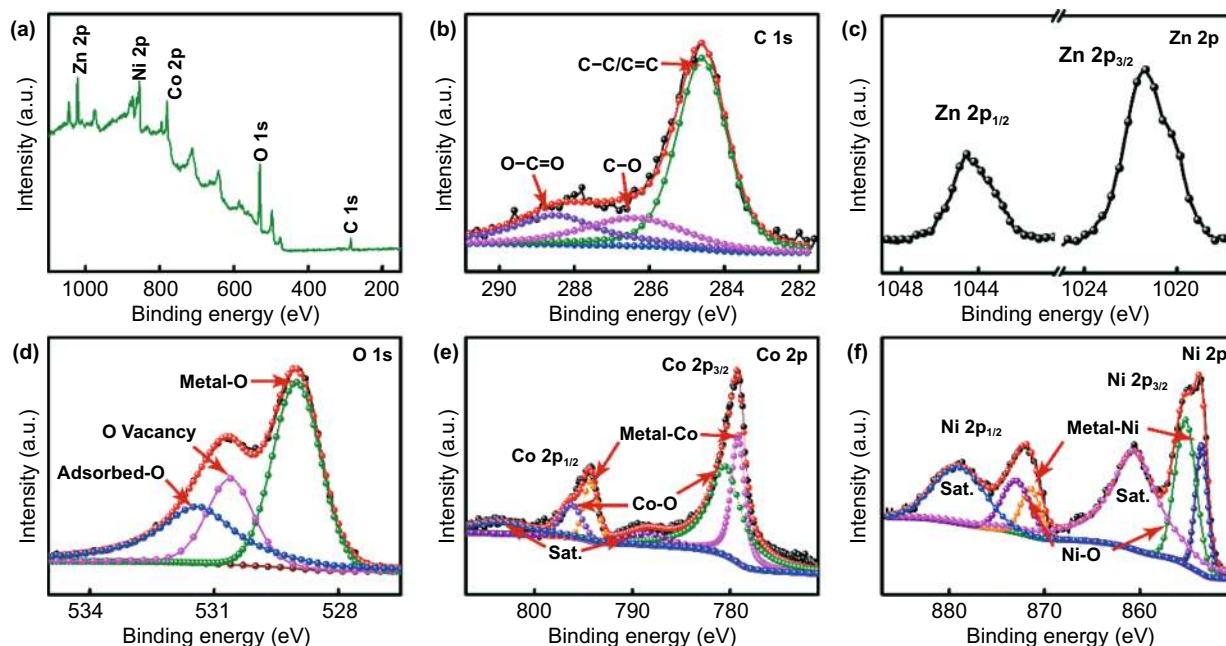 (a)
Zn 2p
Ni 2p
Co 2p
O 1s
C 1s
Intensity (a.u.)
1000 800 600 400 200
Binding energy (eV)
(b)
C 1s
C−C/C=C
O−C=O
C−O
Intensity (a.u.)
290 288 286 284 282
Binding energy (eV)
(c)
Zn 2p
Zn 2p3/2
Zn 2p1/2
Intensity (a.u.)
1048 1044 1024 1020
Binding energy (eV)
(d)
O 1s
Metal-O
O Vacancy
Adsorbed-O
Intensity (a.u.)
534 531 528
Binding energy (eV)
(e)
Co 2p
Co 2p3/2
Metal-Co
Co 2p1/2
Co-O
Sat.
Intensity (a.u.)
800 790 780
Binding energy (eV)
(f)
Ni 2p
Ni 2p3/2
Metal-Ni
Ni 2p1/2
Sat.
Sat.
Ni-O
Intensity (a.u.)
880 870 860
Binding energy (eV)